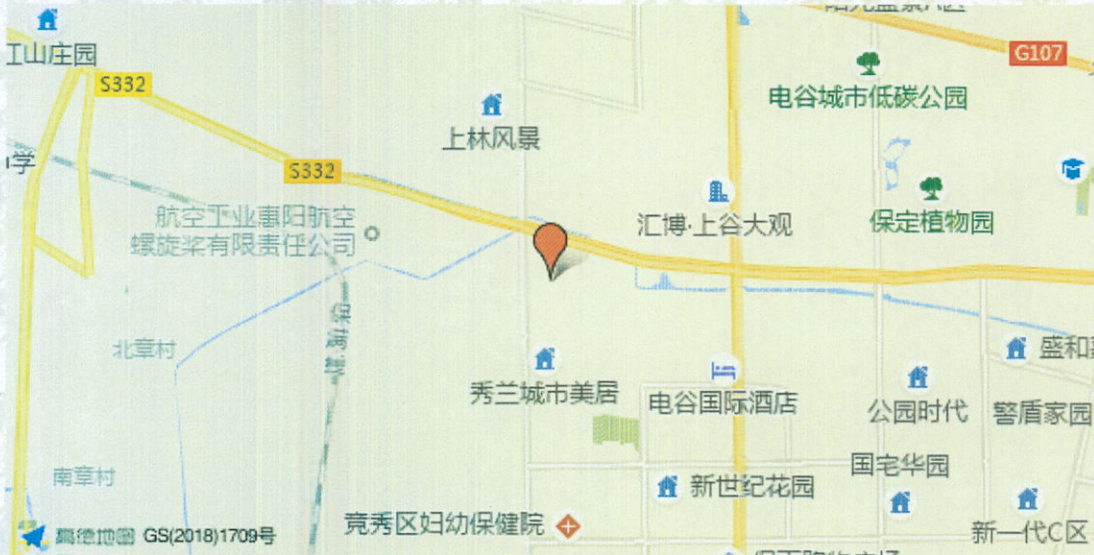 江山庄园
S332
G107
电谷城市低碳公园
上林风景
学
S332
汇博·上谷大观
保定植物园
航空工业惠阳航空
螺旋桨有限责任公司
保满线
北章村
盛和
秀兰城市美居
电谷国际酒店
公园时代
警盾家园
国宅华园
南章村
新世纪花园
竞秀区妇幼保健院
新一代C区
高德地图 GS(2018)1709号